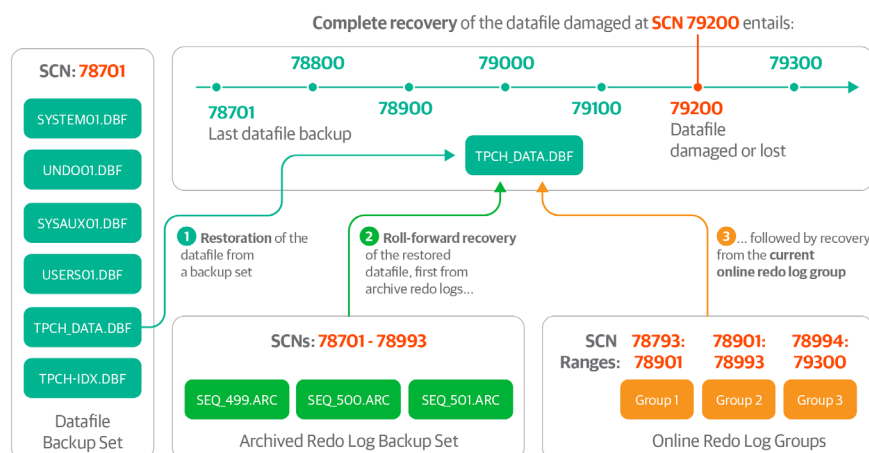 Complete recovery of the datafile damaged at SCN 79200 entails:
SCN: 78701
SYSTEM01.DBF
UNDO01.DBF
SYSAUX01.DBF
USERS01.DBF
TPCH_DATA.DBF
TPCH-IDX.DBF
Datafile
Backup Set
78800
79000
79300
78701
78900
79100
79200
Last datafile backup
Datafile
damaged or lost
TPCH_DATA.DBF
1 Restoration of the
datafile from
a backup set
2 Roll-forward recovery
of the restored
datafile, first from
archive redo logs...
3 ... followed by recovery
from the current
online redo log group
SCNs: 78701 - 78993
SEQ_499.ARC
SEQ_500.ARC
SEQ_501.ARC
Archived Redo Log Backup Set
SCN 78793: 78901: 78994:
Ranges: 78901 78993 79300
Group 1
Group 2
Group 3
Online Redo Log Groups